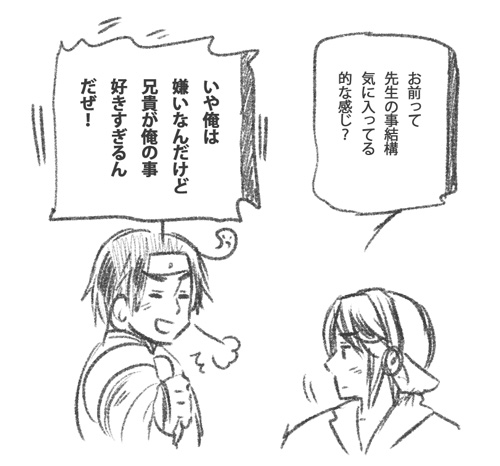 お前って
先生の事結構
気に入ってる
的な感じ？
いや俺は
嫌いなんだけど
兄貴が俺の事
好きすぎるん
だぜ！